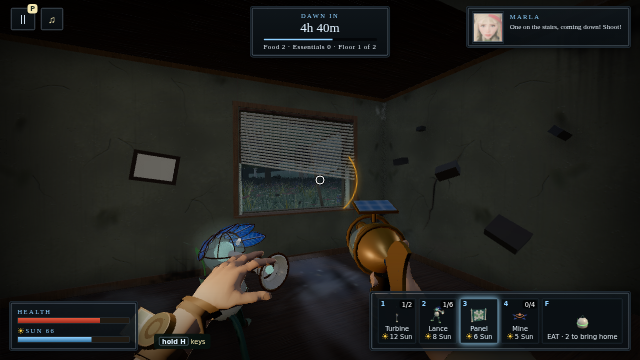 P
DAWN IN
4h 40m
Food 2 · Essentials 0 · Floor 1 of 2
MARLA
One on the stairs, coming down! Shoot!
HEALTH
SUN 66
hold H keys
1 1/2
Turbine
12 Sun
2 1/6
Lance
8 Sun
3
Panel
6 Sun
4 0/4
Mine
5 Sun
F
EAT · 2 to bring home